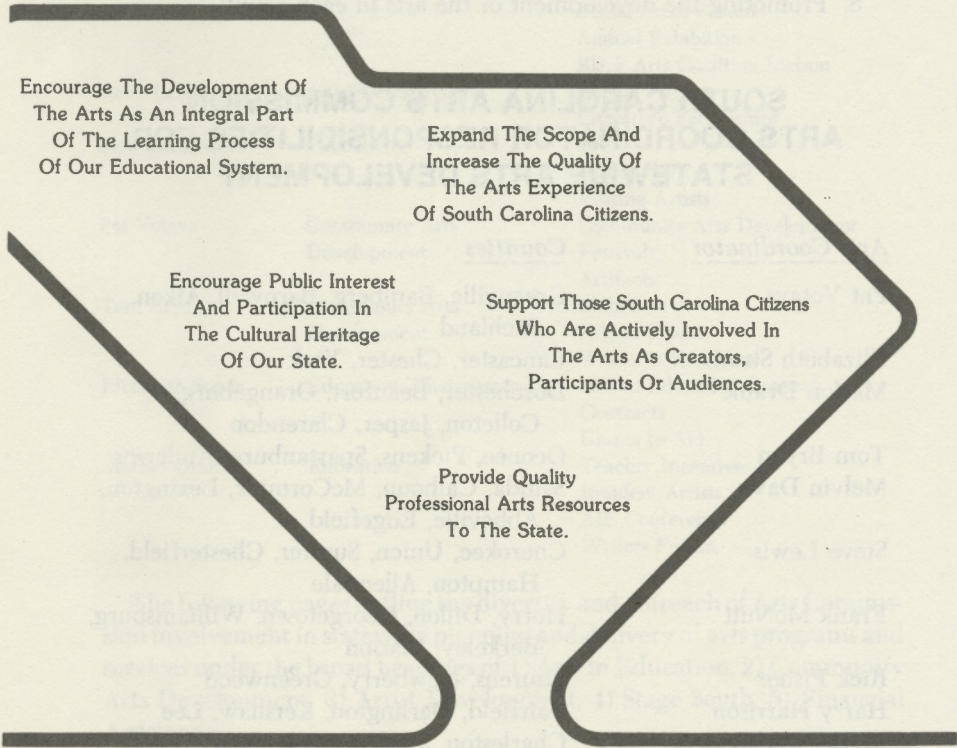 Encourage The Development Of
The Arts As An Integral Part
Of The Learning Process
Of Our Educational System.
Expand The Scope And
Increase The Quality Of
The Arts Experience
Of South Carolina Citizens.
Encourage Public Interest
And Participation In
The Cultural Heritage
Of Our State.
Support Those South Carolina Citizens
Who Are Actively Involved In
The Arts As Creators,
Participants Or Audiences.
Provide Quality
Professional Arts Resources
To The State.